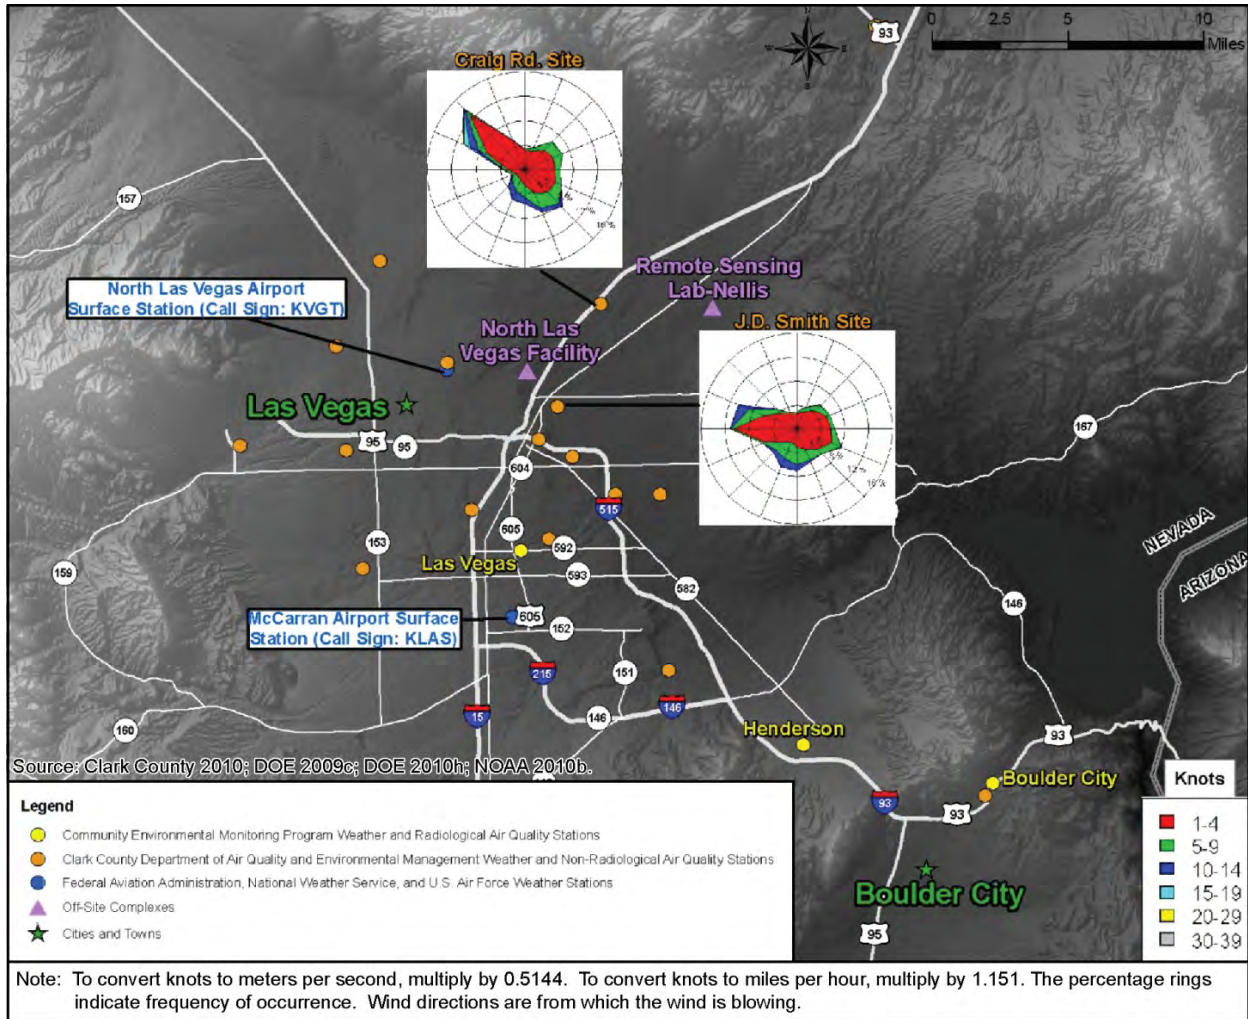 93
0 2.5 5 10
Miles
Craig Rd. Site
16 %
157
North Las Vegas Airport
Surface Station (Call Sign: KVGT)
Remote Sensing
Lab-Nellis
North Las
Vegas Facility
J.D. Smith Site
12 %
16 %
Las Vegas
95
95
167
604
515
605
592
Las Vegas
593
153
159
582
146
NEVADA
ARIZONA
McCarran Airport Surface
Station (Call Sign: KLAS)
605
152
215
151
146
15
146
160
Henderson
93
Boulder City
93
93
Boulder City
95
Source: Clark County 2010; DOE 2009c; DOE 2010h; NOAA 2010b.
Legend
Community Environmental Monitoring Program Weather and Radiological Air Quality Stations
Clark County Department of Air Quality and Environmental Management Weather and Non-Radiological Air Quality Stations
Federal Aviation Administration, National Weather Service, and U.S. Air Force Weather Stations
Off-Site Complexes
Cities and Towns
Knots
1-4
5-9
10-14
15-19
20-29
30-39
Note: To convert knots to meters per second, multiply by 0.5144. To convert knots to miles per hour, multiply by 1.151. The percentage rings
indicate frequency of occurrence. Wind directions are from which the wind is blowing.